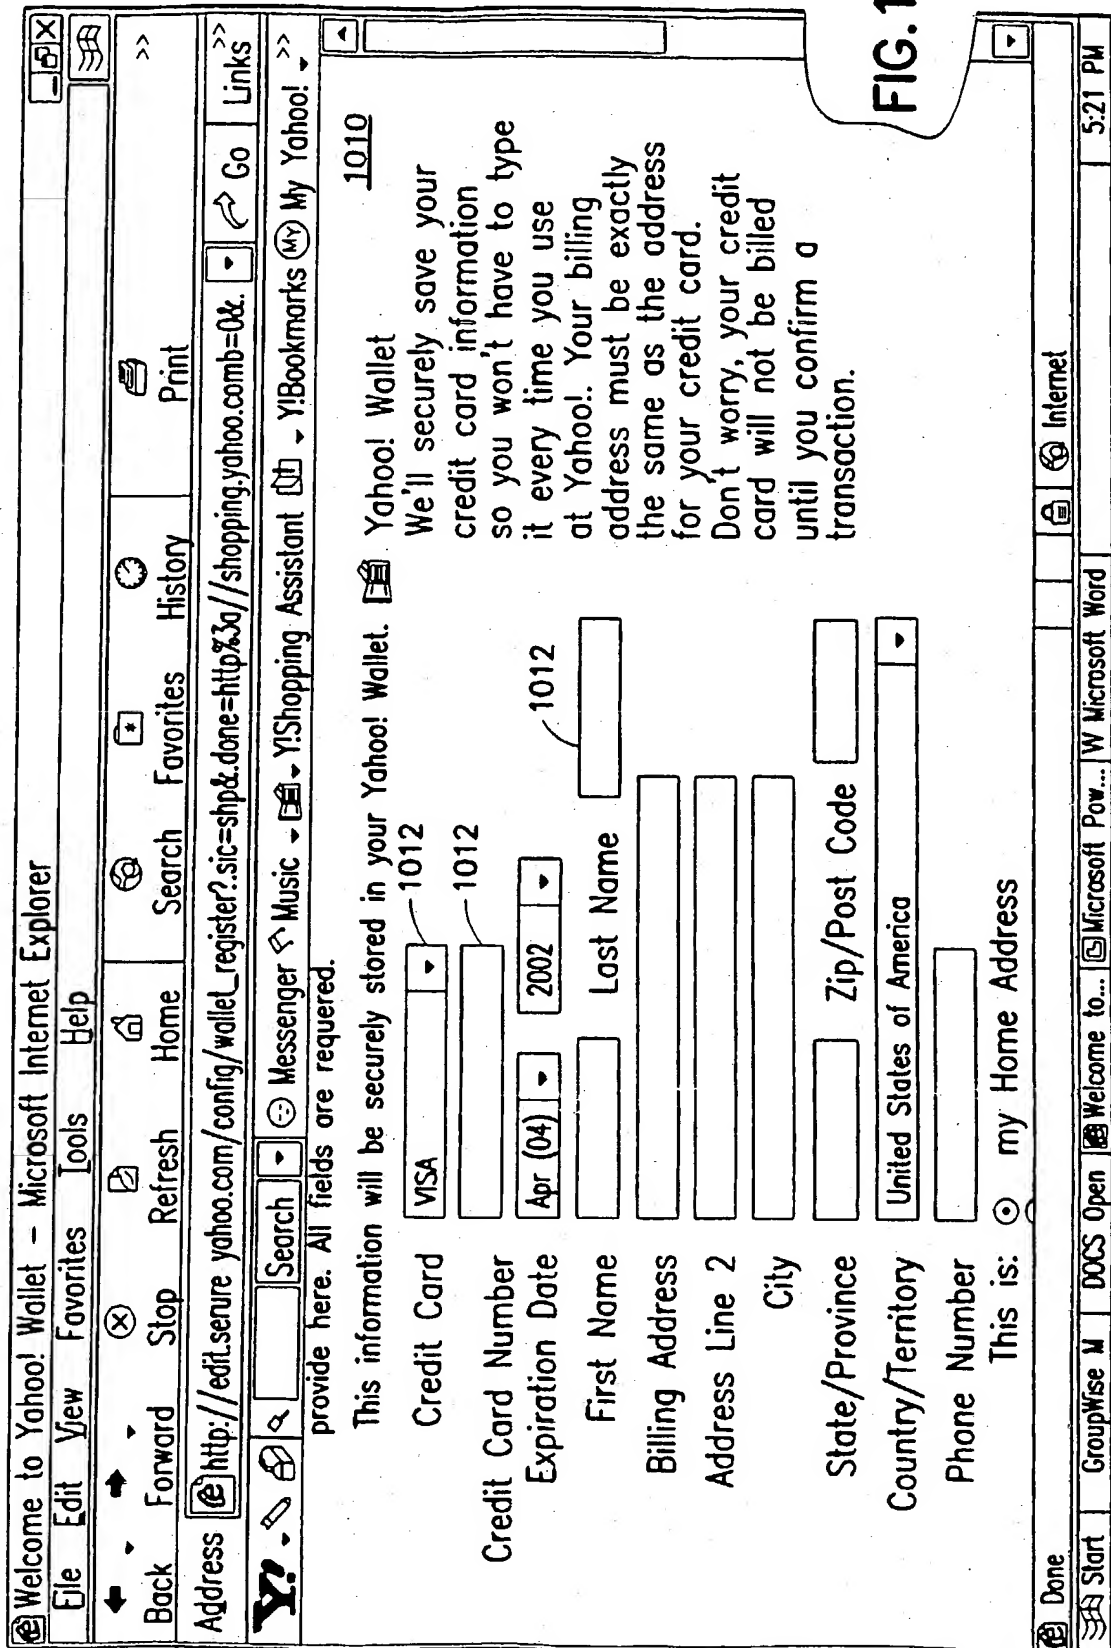 Welcome to Yahoo! Wallet – Microsoft Internet Explorer
File Edit View Favorites Tools Help
Back Forward Stop Refresh Home Search Favorites History Print >>
Address http://edit.serure yahoo.com/config/wallet_register?.sic=shp&.done=http%3a//shopping.yahoo.comb=0&. Go Links >>
Y! Search Messenger Music Y!Shopping Assistant Y!Bookmarks MY My Yahoo! >>
provide here. All fields are requered.
This information will be securely stored in your Yahoo! Wallet.
1010
Yahoo! Wallet
We'll securely save your
credit card information
so you won't have to type
it every time you use
at Yahoo!. Your billing
address must be exactly
the same as the address
for your credit card.
Don't worry, your credit
card will not be billed
until you confirm a
transaction.
Credit Card VISA 1012
Credit Card Number 1012
Expiration Date Apr (04) 2002
First Name Last Name 1012
Billing Address
Address Line 2
City
State/Province Zip/Post Code
Country/Territory United States of America
Phone Number
This is: my Home Address
FIG.1
Done Internet
Start GroupWise M DOCS Open Welcome to... Microsoft Pow... W Microsoft Word 5:21 PM